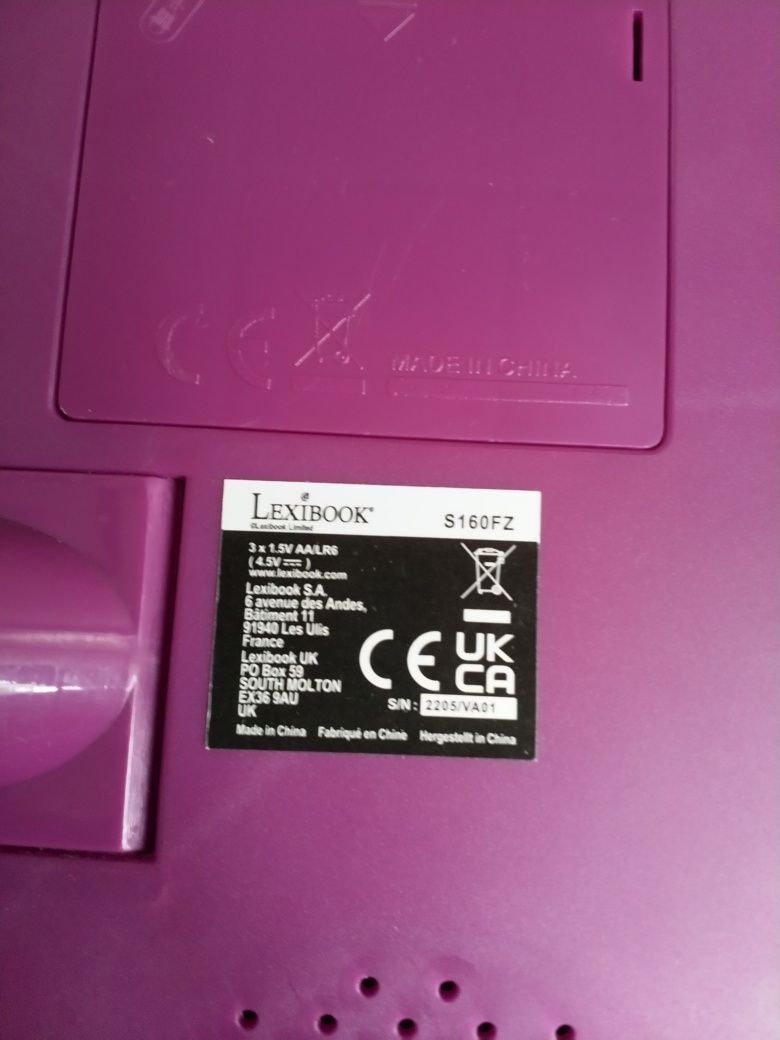 MADE IN CHINA
LEXIBOOK®
©Lexibook Limited
S160FZ
3 x 1.5V AA/LR6
( 4.5V ⎓ )
www.lexibook.com
Lexibook S.A.
6 avenue des Andes,
Bâtiment 11
91940 Les Ulis
France
Lexibook UK
PO Box 59
SOUTH MOLTON
EX36 9AU
UK
CE
UK
CA
S/N : 2205/VA01
Made in China Fabriqué en Chine Hergestellt in China